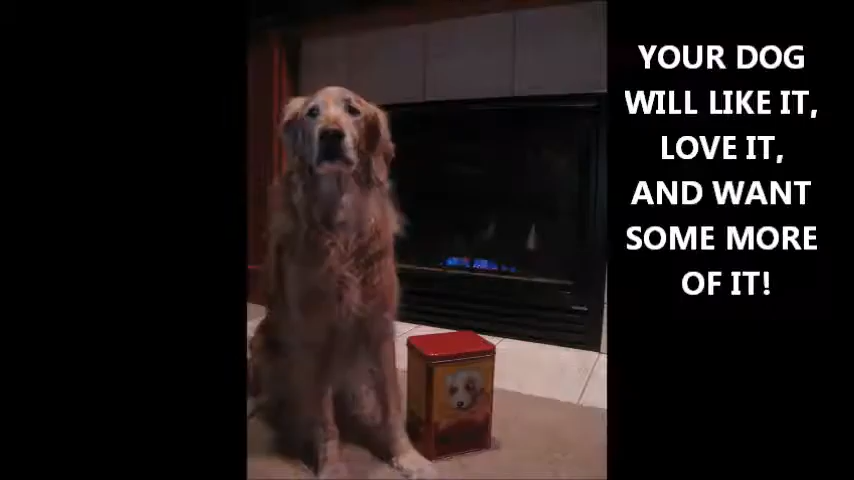 YOUR DOG
WILL LIKE IT,
LOVE IT,
AND WANT
SOME MORE
OF IT!